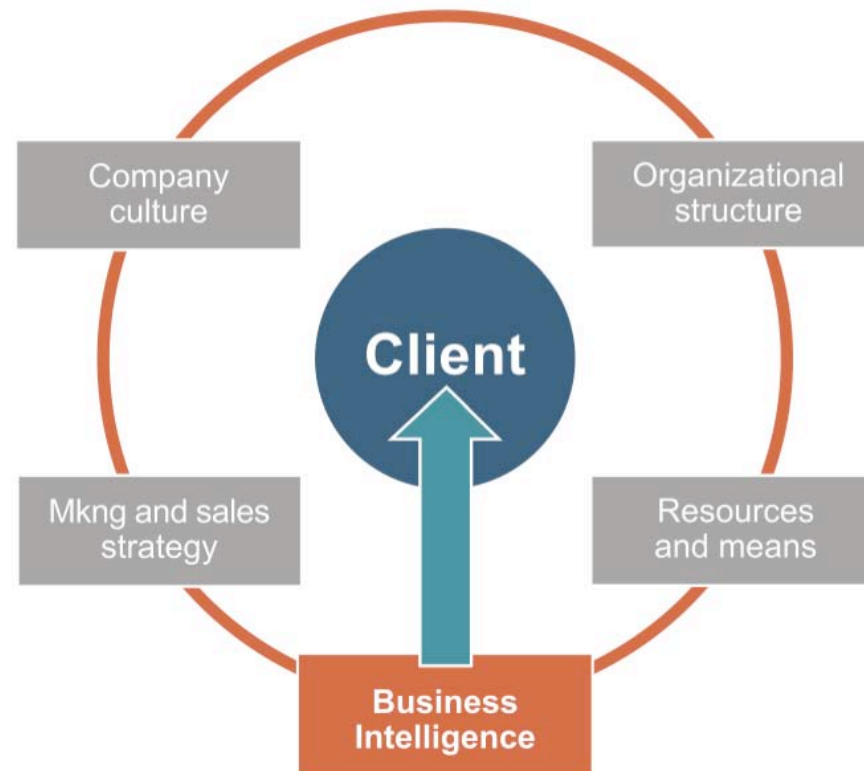 Company
culture
Organizational
structure
Client
Mkng and sales
strategy
Resources
and means
Business
Intelligence